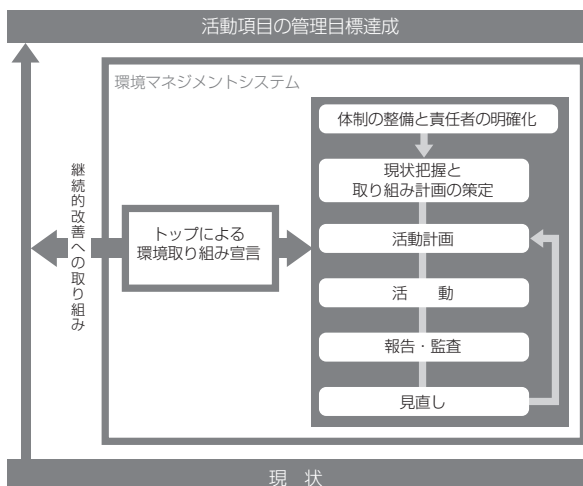 活動項目の管理目標達成
環境マネジメントシステム
体制の整備と責任者の明確化
現状把握と
取り組み計画の策定
継続的改善への取り組み
トップによる
環境取り組み宣言
活動計画
活　動
報告・監査
見直し
現　状